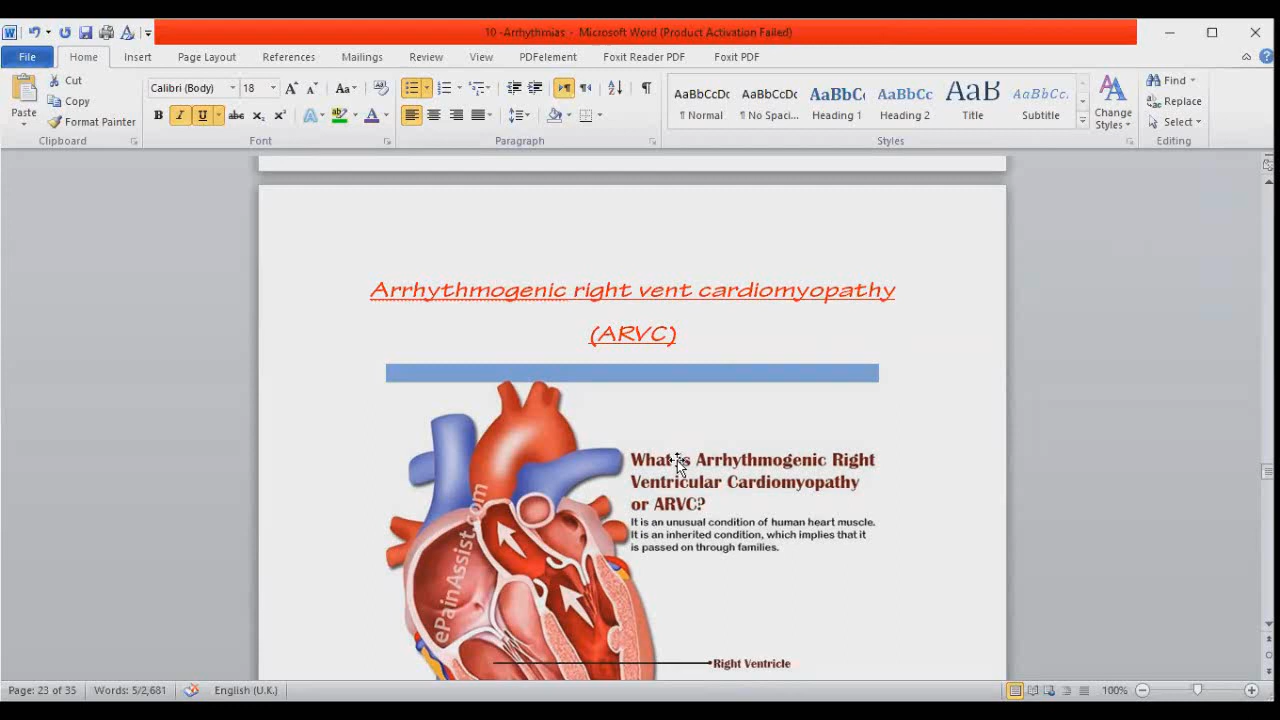 10 -Arrhythmias - Microsoft Word (Product Activation Failed)
File Home Insert Page Layout References Mailings Review View PDFelement Foxit Reader PDF Foxit PDF
Paste
Cut
Copy
Format Painter
Clipboard
Calibri (Body) 18
Font
Paragraph
AaBbCcDc AaBbCcDc AaBbC AaBbCc AaB AaBbCc.
¶ Normal ¶ No Spaci... Heading 1 Heading 2 Title Subtitle
Styles
Change
Styles
Find
Replace
Select
Editing
Arrhythmogenic right vent cardiomyopathy
(ARVC)
What is Arrhythmogenic Right
Ventricular Cardiomyopathy
or ARVC?
It is an unusual condition of human heart muscle.
It is an inherited condition, which implies that it
is passed on through families.
ePainAssist.com
Right Ventricle
Page: 23 of 35 Words: 5/2,681 English (U.K.) 100%